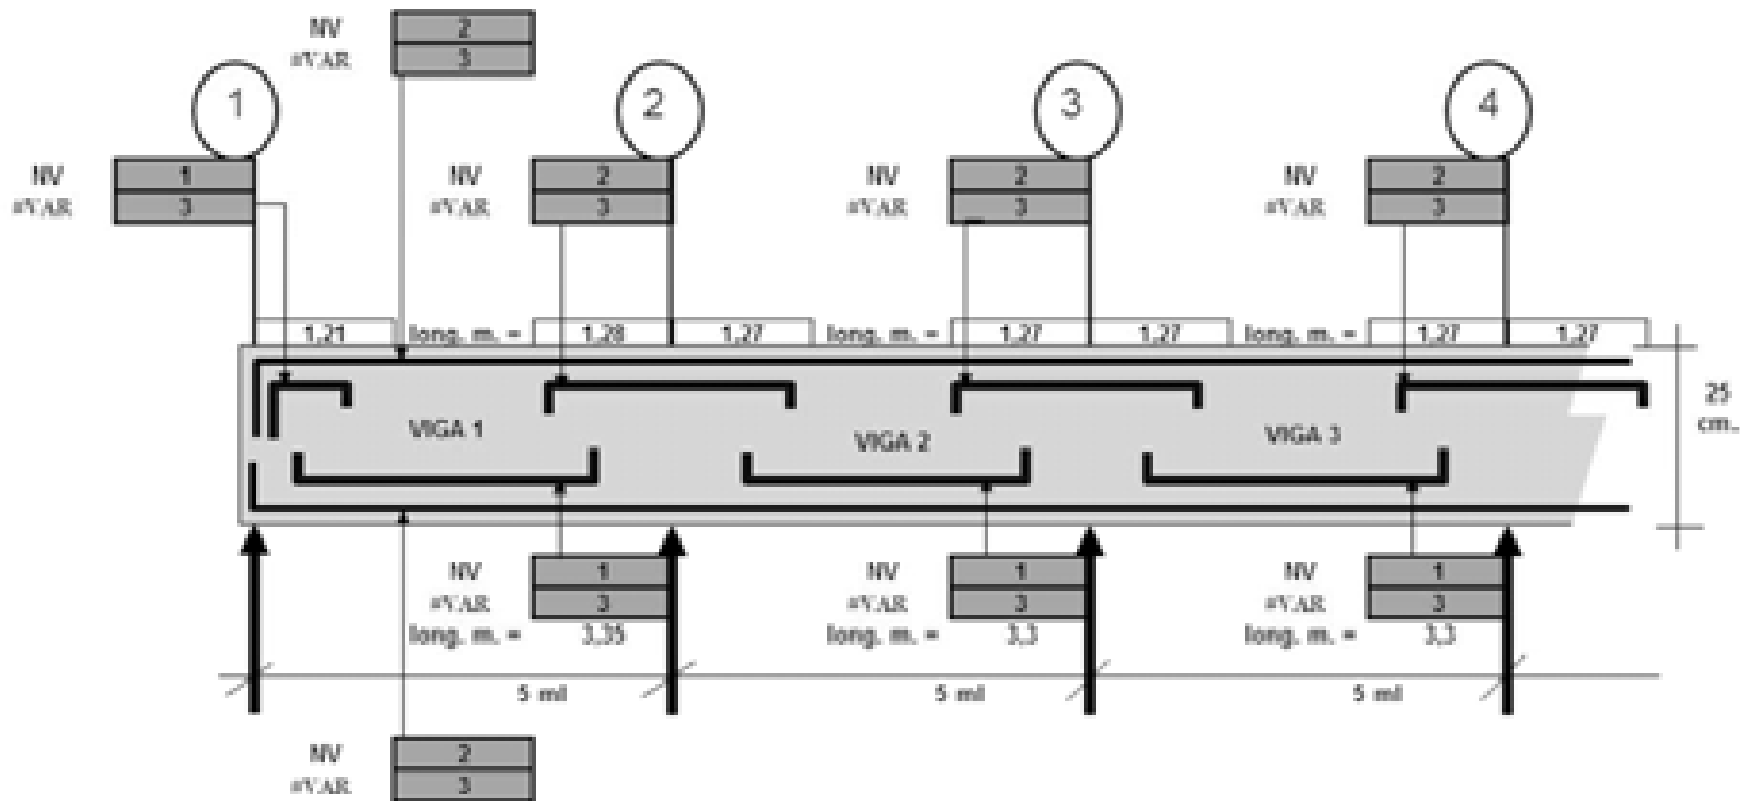 NV 2
#VAR 3
1 2 3 4
NV 1 NV 2 NV 2 NV 2
#VAR 3 #VAR 3 #VAR 3 #VAR 3
1,21 long. m. = 1,28 1,27 long. m. = 1,27 1,27 long. m. = 1,27 1,27
25
cm.
VIGA 1 VIGA 2 VIGA 3
NV 1 NV 1 NV 1
#VAR 3 #VAR 3 #VAR 3
long. m. = 3,35 long. m. = 3,3 long. m. = 3,3
5 ml 5 ml 5 ml
NV 2
#VAR 3